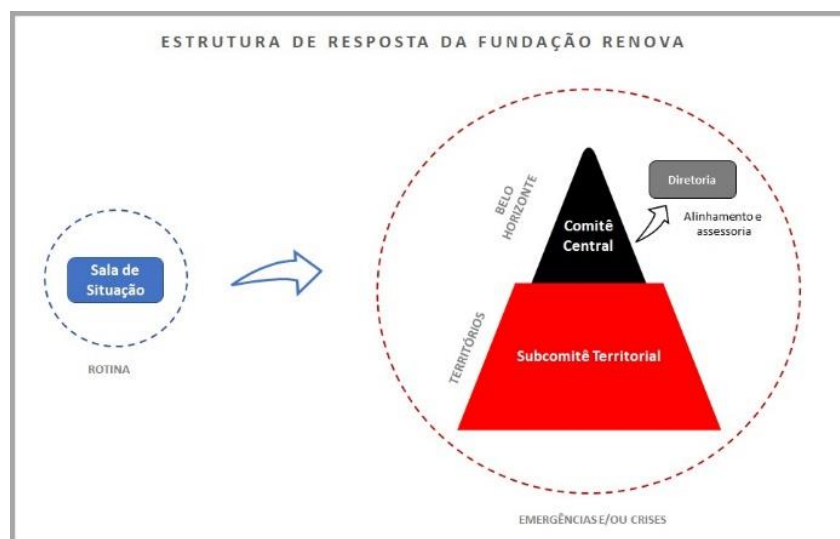 ESTRUTURA DE RESPOSTA DA FUNDAÇÃO RENOVA
Sala de
Situação
ROTINA
BELO
HORIZONTE
Comitê
Central
Diretoria
Alinhamento e
assessoria
TERRITÓRIOS
Subcomitê Territorial
EMERGÊNCIAS E/OU CRISES